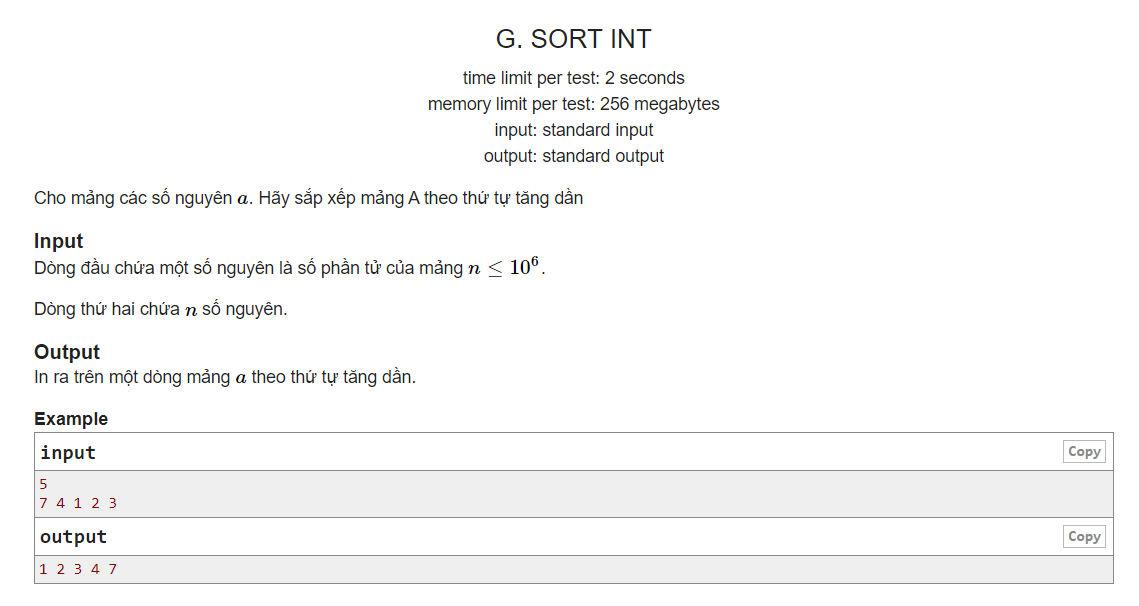 G. SORT INT
time limit per test: 2 seconds
memory limit per test: 256 megabytes
input: standard input
output: standard output
Cho mảng các số nguyên a. Hãy sắp xếp mảng A theo thứ tự tăng dần
Input
Dòng đầu chứa một số nguyên là số phần tử của mảng n ≤ 10⁶.
Dòng thứ hai chứa n số nguyên.
Output
In ra trên một dòng mảng a theo thứ tự tăng dần.
Example
input Copy
5
7 4 1 2 3
output Copy
1 2 3 4 7